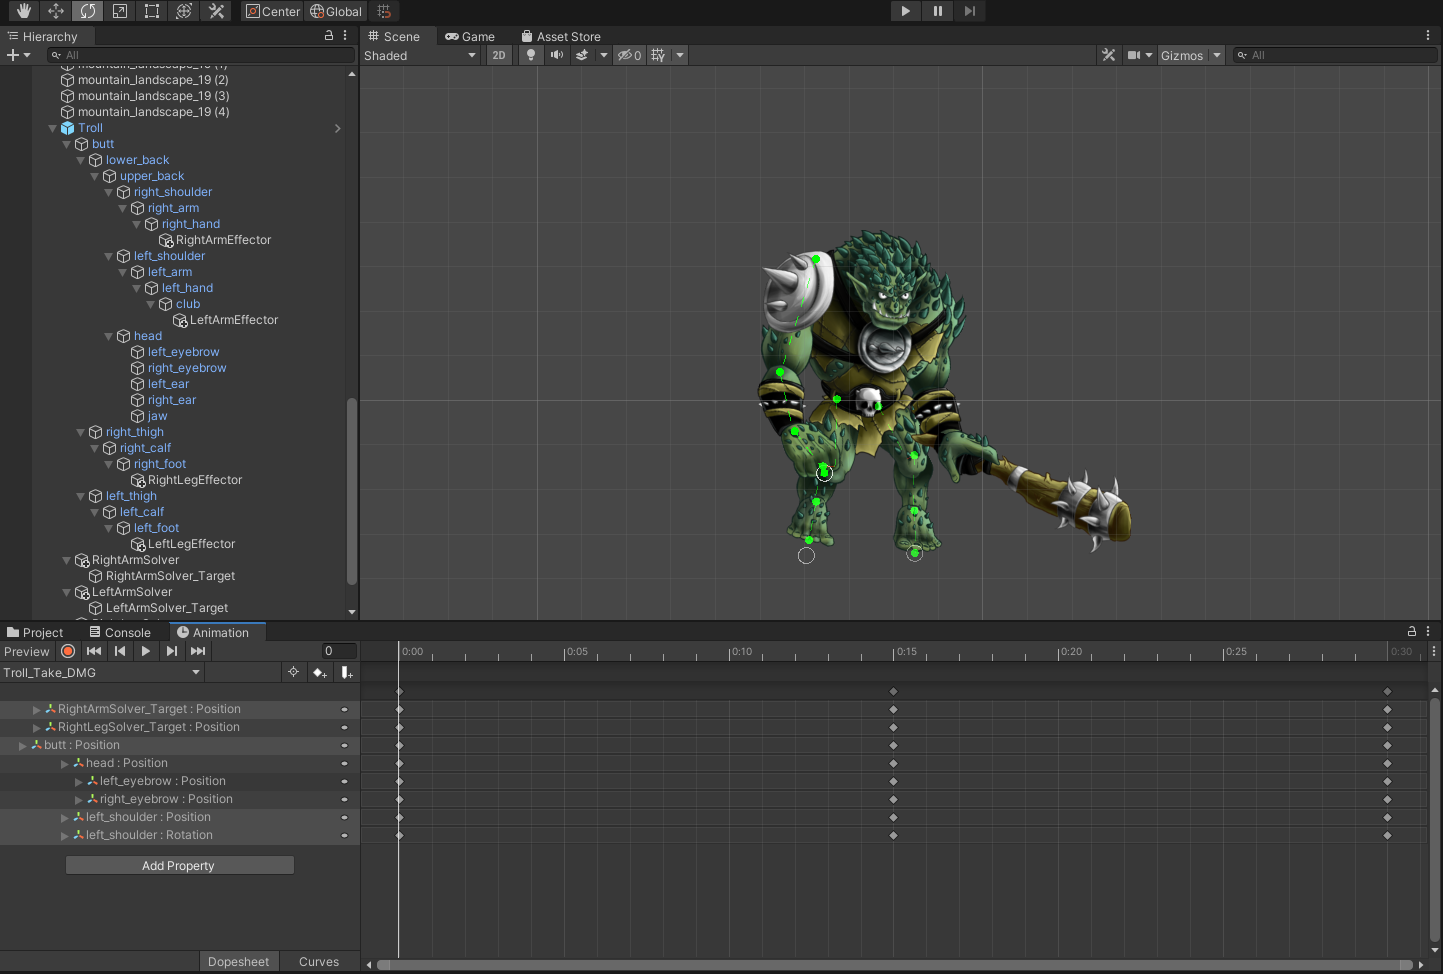 Center Global
Hierarchy
All
mountain_landscape_19 (1)
mountain_landscape_19 (2)
mountain_landscape_19 (3)
mountain_landscape_19 (4)
Troll
butt
lower_back
upper_back
right_shoulder
right_arm
right_hand
RightArmEffector
left_shoulder
left_arm
left_hand
club
LeftArmEffector
head
left_eyebrow
right_eyebrow
left_ear
right_ear
jaw
right_thigh
right_calf
right_foot
RightLegEffector
left_thigh
left_calf
left_foot
LeftLegEffector
RightArmSolver
RightArmSolver_Target
LeftArmSolver
LeftArmSolver_Target
Scene Game Asset Store
Shaded 2D 0 Gizmos All
Project Console Animation
Preview 0 0:00 0:05 0:10 0:15 0:20 0:25 0:30
Troll_Take_DMG
RightArmSolver_Target : Position
RightLegSolver_Target : Position
butt : Position
head : Position
left_eyebrow : Position
right_eyebrow : Position
left_shoulder : Position
left_shoulder : Rotation
Add Property
Dopesheet Curves